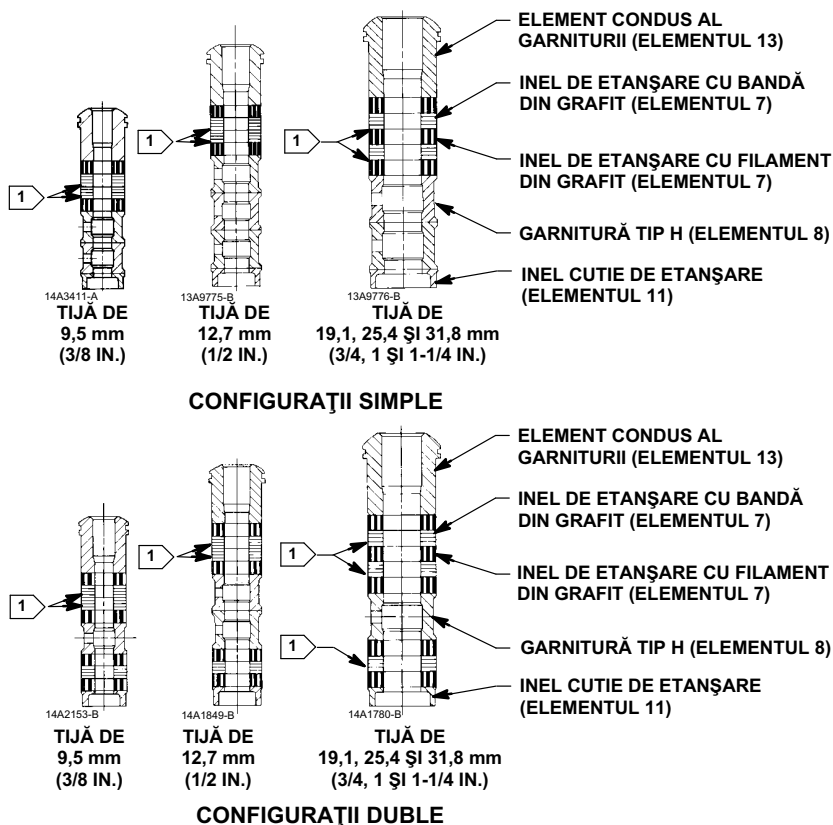 ELEMENT CONDUS AL
GARNITURII (ELEMENTUL 13)
INEL DE ETANŞARE CU BANDĂ
DIN GRAFIT (ELEMENTUL 7)
1
1
1
INEL DE ETANŞARE CU FILAMENT
DIN GRAFIT (ELEMENTUL 7)
GARNITURĂ TIP H (ELEMENTUL 8)
INEL CUTIE DE ETANŞARE
(ELEMENTUL 11)
14A3411-A
TIJĂ DE
9,5 mm
(3/8 IN.)
13A9775-B
TIJĂ DE
12,7 mm
(1/2 IN.)
13A9776-B
TIJĂ DE
19,1, 25,4 ŞI 31,8 mm
(3/4, 1 ŞI 1-1/4 IN.)
CONFIGURAŢII SIMPLE
ELEMENT CONDUS AL
GARNITURII (ELEMENTUL 13)
INEL DE ETANŞARE CU BANDĂ
DIN GRAFIT (ELEMENTUL 7)
1
1
1
INEL DE ETANŞARE CU FILAMENT
DIN GRAFIT (ELEMENTUL 7)
1
GARNITURĂ TIP H (ELEMENTUL 8)
INEL CUTIE DE ETANŞARE
(ELEMENTUL 11)
14A2153-B
TIJĂ DE
9,5 mm
(3/8 IN.)
14A1849-B
TIJĂ DE
12,7 mm
(1/2 IN.)
14A1780-B
TIJĂ DE
19,1, 25,4 ŞI 31,8 mm
(3/4, 1 ŞI 1-1/4 IN.)
CONFIGURAŢII DUBLE